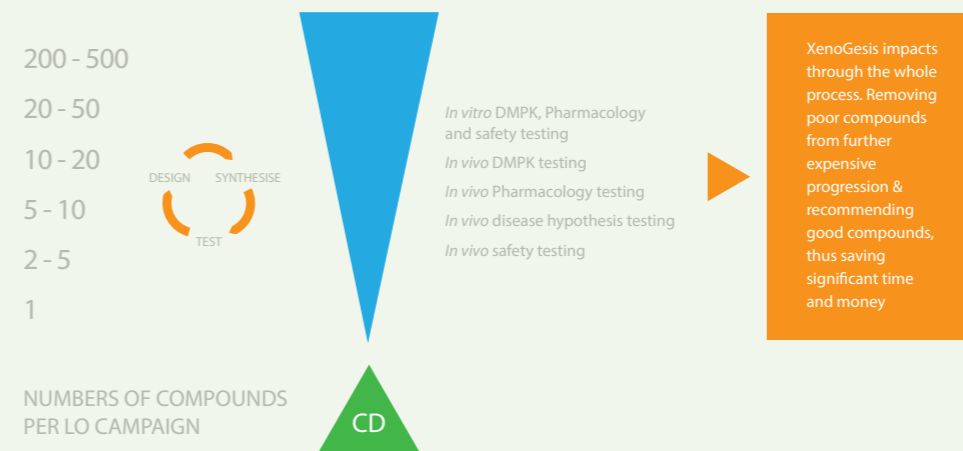 200 - 500
20 - 50
10 - 20
5 - 10
2 - 5
1
NUMBERS OF COMPOUNDS
PER LO CAMPAIGN
DESIGN
SYNTHESISE
TEST
CD
In vitro DMPK, Pharmacology
and safety testing
In vivo DMPK testing
In vivo Pharmacology testing
In vivo disease hypothesis testing
In vivo safety testing
XenoGesis impacts
through the whole
process. Removing
poor compounds
from further
expensive
progression &
recommending
good compounds,
thus saving
significant time
and money